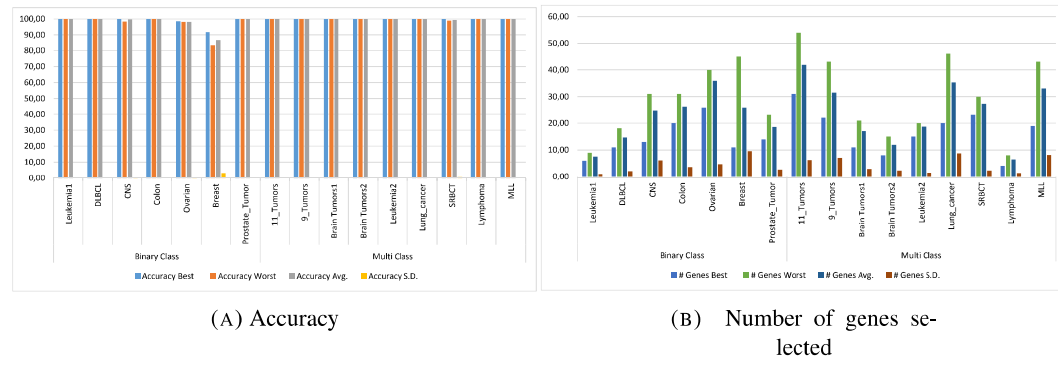 100,00
90,00
80,00
70,00
60,00
50,00
40,00
30,00
20,00
10,00
0,00
Leukemia1
DLBCL
CNS
Colon
Ovarian
Breast
Prostate_Tumor
11_Tumors
9_Tumors
Brain Tumors1
Brain Tumors2
Leukemia2
Lung_cancer
SRBCT
Lymphoma
MLL
Binary Class
Multi Class
Accuracy Best
Accuracy Worst
Accuracy Avg.
Accuracy S.D.
(A) Accuracy
60,00
50,00
40,00
30,00
20,00
10,00
0,00
Leukemia1
DLBCL
CNS
Colon
Ovarian
Breast
Prostate_Tumor
11_Tumors
9_Tumors
Brain Tumors1
Brain Tumors2
Leukemia2
Lung_cancer
SRBCT
Lymphoma
MLL
Binary Class
Multi Class
# Genes Best
# Genes Worst
# Genes Avg.
# Genes S.D.
(B) Number of genes se-
lected